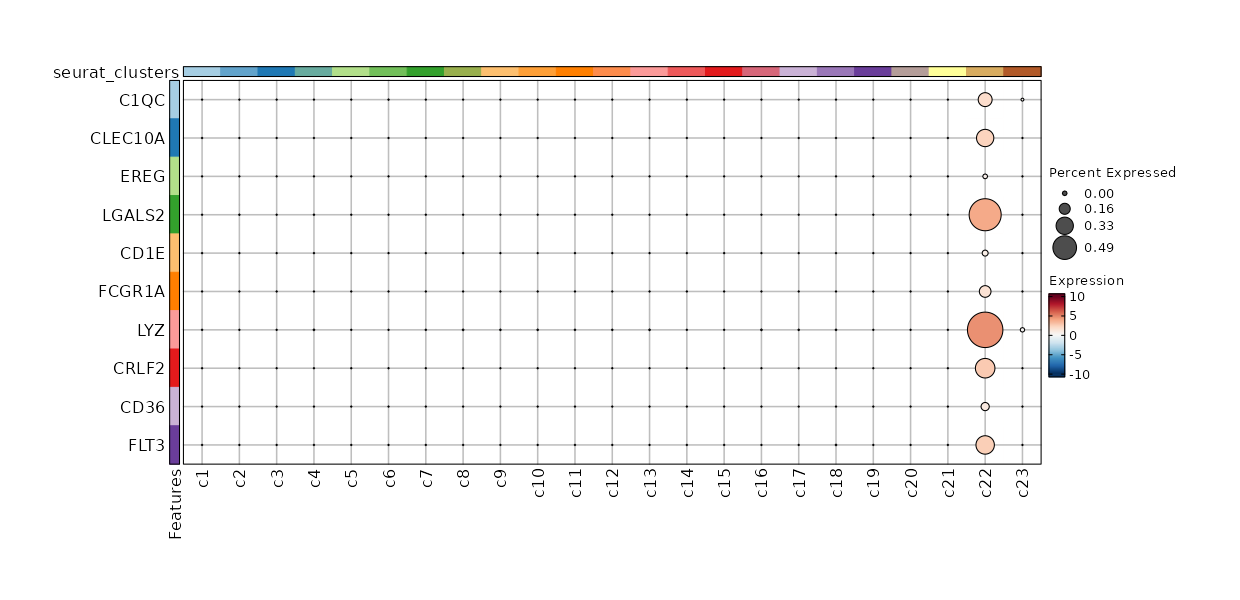 seurat_clusters
C1QC
CLEC10A
EREG
LGALS2
CD1E
FCGR1A
LYZ
CRLF2
CD36
FLT3
Features
c1
c2
c3
c4
c5
c6
c7
c8
c9
c10
c11
c12
c13
c14
c15
c16
c17
c18
c19
c20
c21
c22
c23
Percent Expressed
0.00
0.16
0.33
0.49
Expression
10
5
0
-5
-10